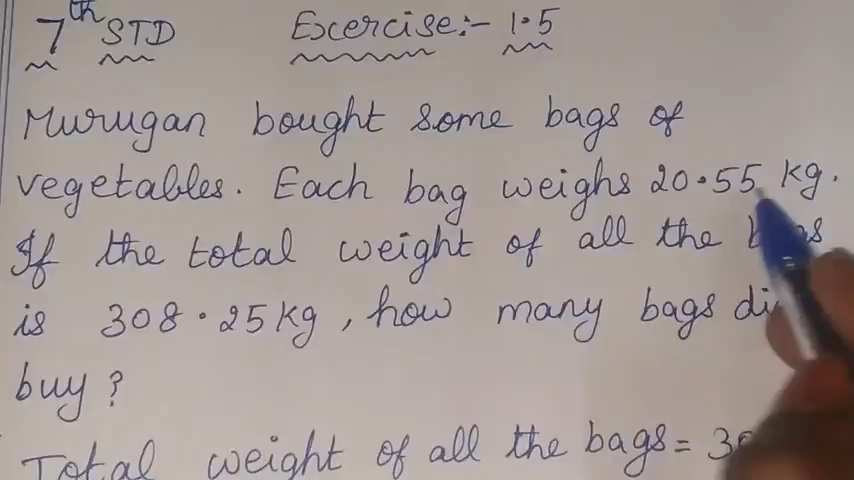 7th STD Excercise:- 1.5
Murugan bought some bags of
vegetables. Each bag weighs 20.55 kg.
If the total weight of all the
is 308.25 kg, how many bags
buy?
Total weight of all the bags =